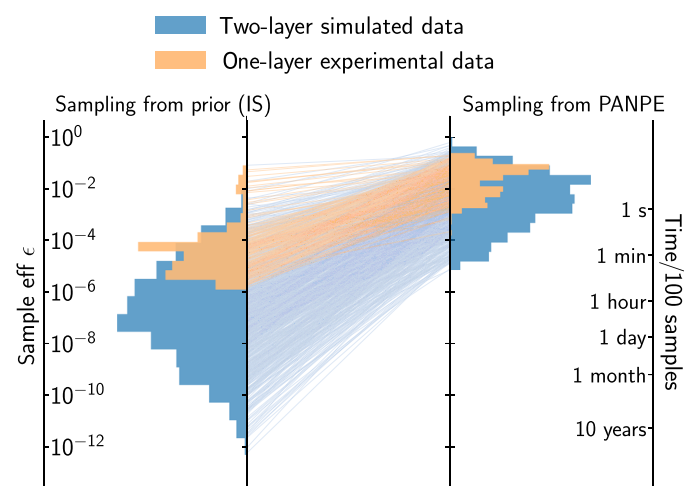 Two-layer simulated data
One-layer experimental data
Sampling from prior (IS)
Sampling from PANPE
Sample eff ϵ
10⁰
10⁻²
10⁻⁴
10⁻⁶
10⁻⁸
10⁻¹⁰
10⁻¹²
1 s
1 min
1 hour
1 day
1 month
10 years
Time/100 samples